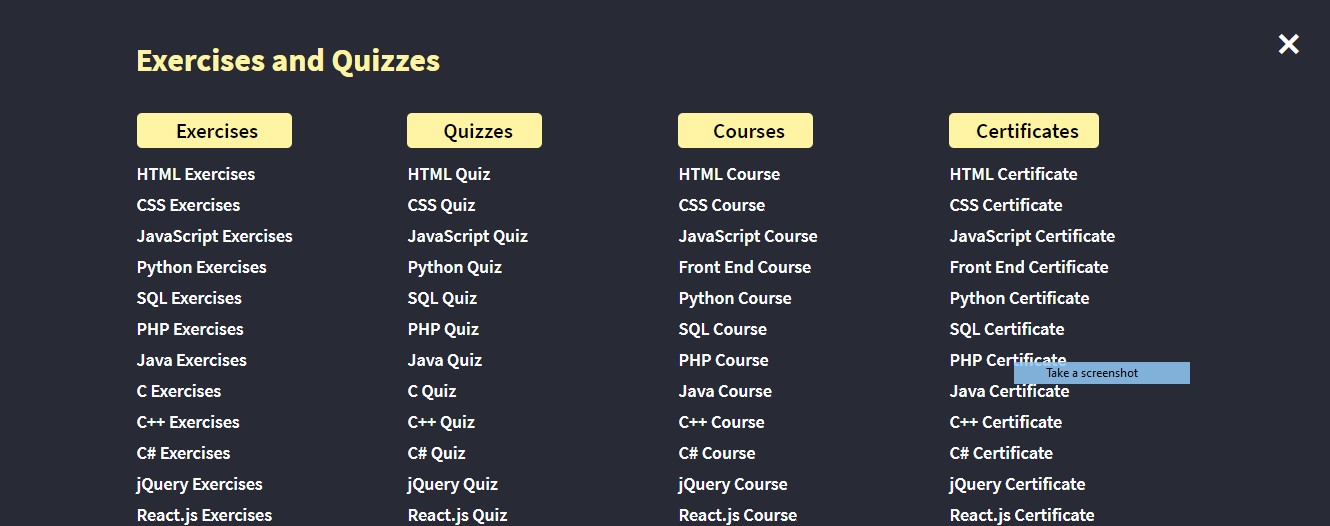 Exercises and Quizzes
✕
Exercises
HTML Exercises
CSS Exercises
JavaScript Exercises
Python Exercises
SQL Exercises
PHP Exercises
Java Exercises
C Exercises
C++ Exercises
C# Exercises
jQuery Exercises
React.js Exercises
Quizzes
HTML Quiz
CSS Quiz
JavaScript Quiz
Python Quiz
SQL Quiz
PHP Quiz
Java Quiz
C Quiz
C++ Quiz
C# Quiz
jQuery Quiz
React.js Quiz
Courses
HTML Course
CSS Course
JavaScript Course
Front End Course
Python Course
SQL Course
PHP Course
Java Course
C++ Course
C# Course
jQuery Course
React.js Course
Certificates
HTML Certificate
CSS Certificate
JavaScript Certificate
Front End Certificate
Python Certificate
SQL Certificate
PHP Certificate
Take a screenshot
Java Certificate
C++ Certificate
C# Certificate
jQuery Certificate
React.js Certificate